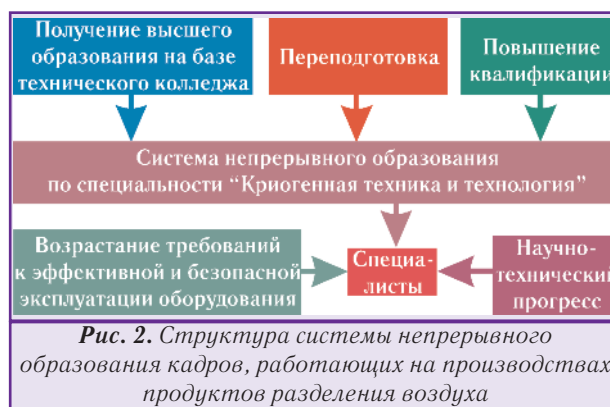 Получение высшего
образования на базе
технического колледжа
Переподготовка
Повышение
квалификации
Система непрерывного образования
по специальности “Криогенная техника и технология”
Возрастание требований
к эффективной и безопасной
эксплуатации оборудования
Специа-
листы
Научно-
технический
прогресс
Рис. 2. Структура системы непрерывного
образования кадров, работающих на производствах
продуктов разделения воздуха